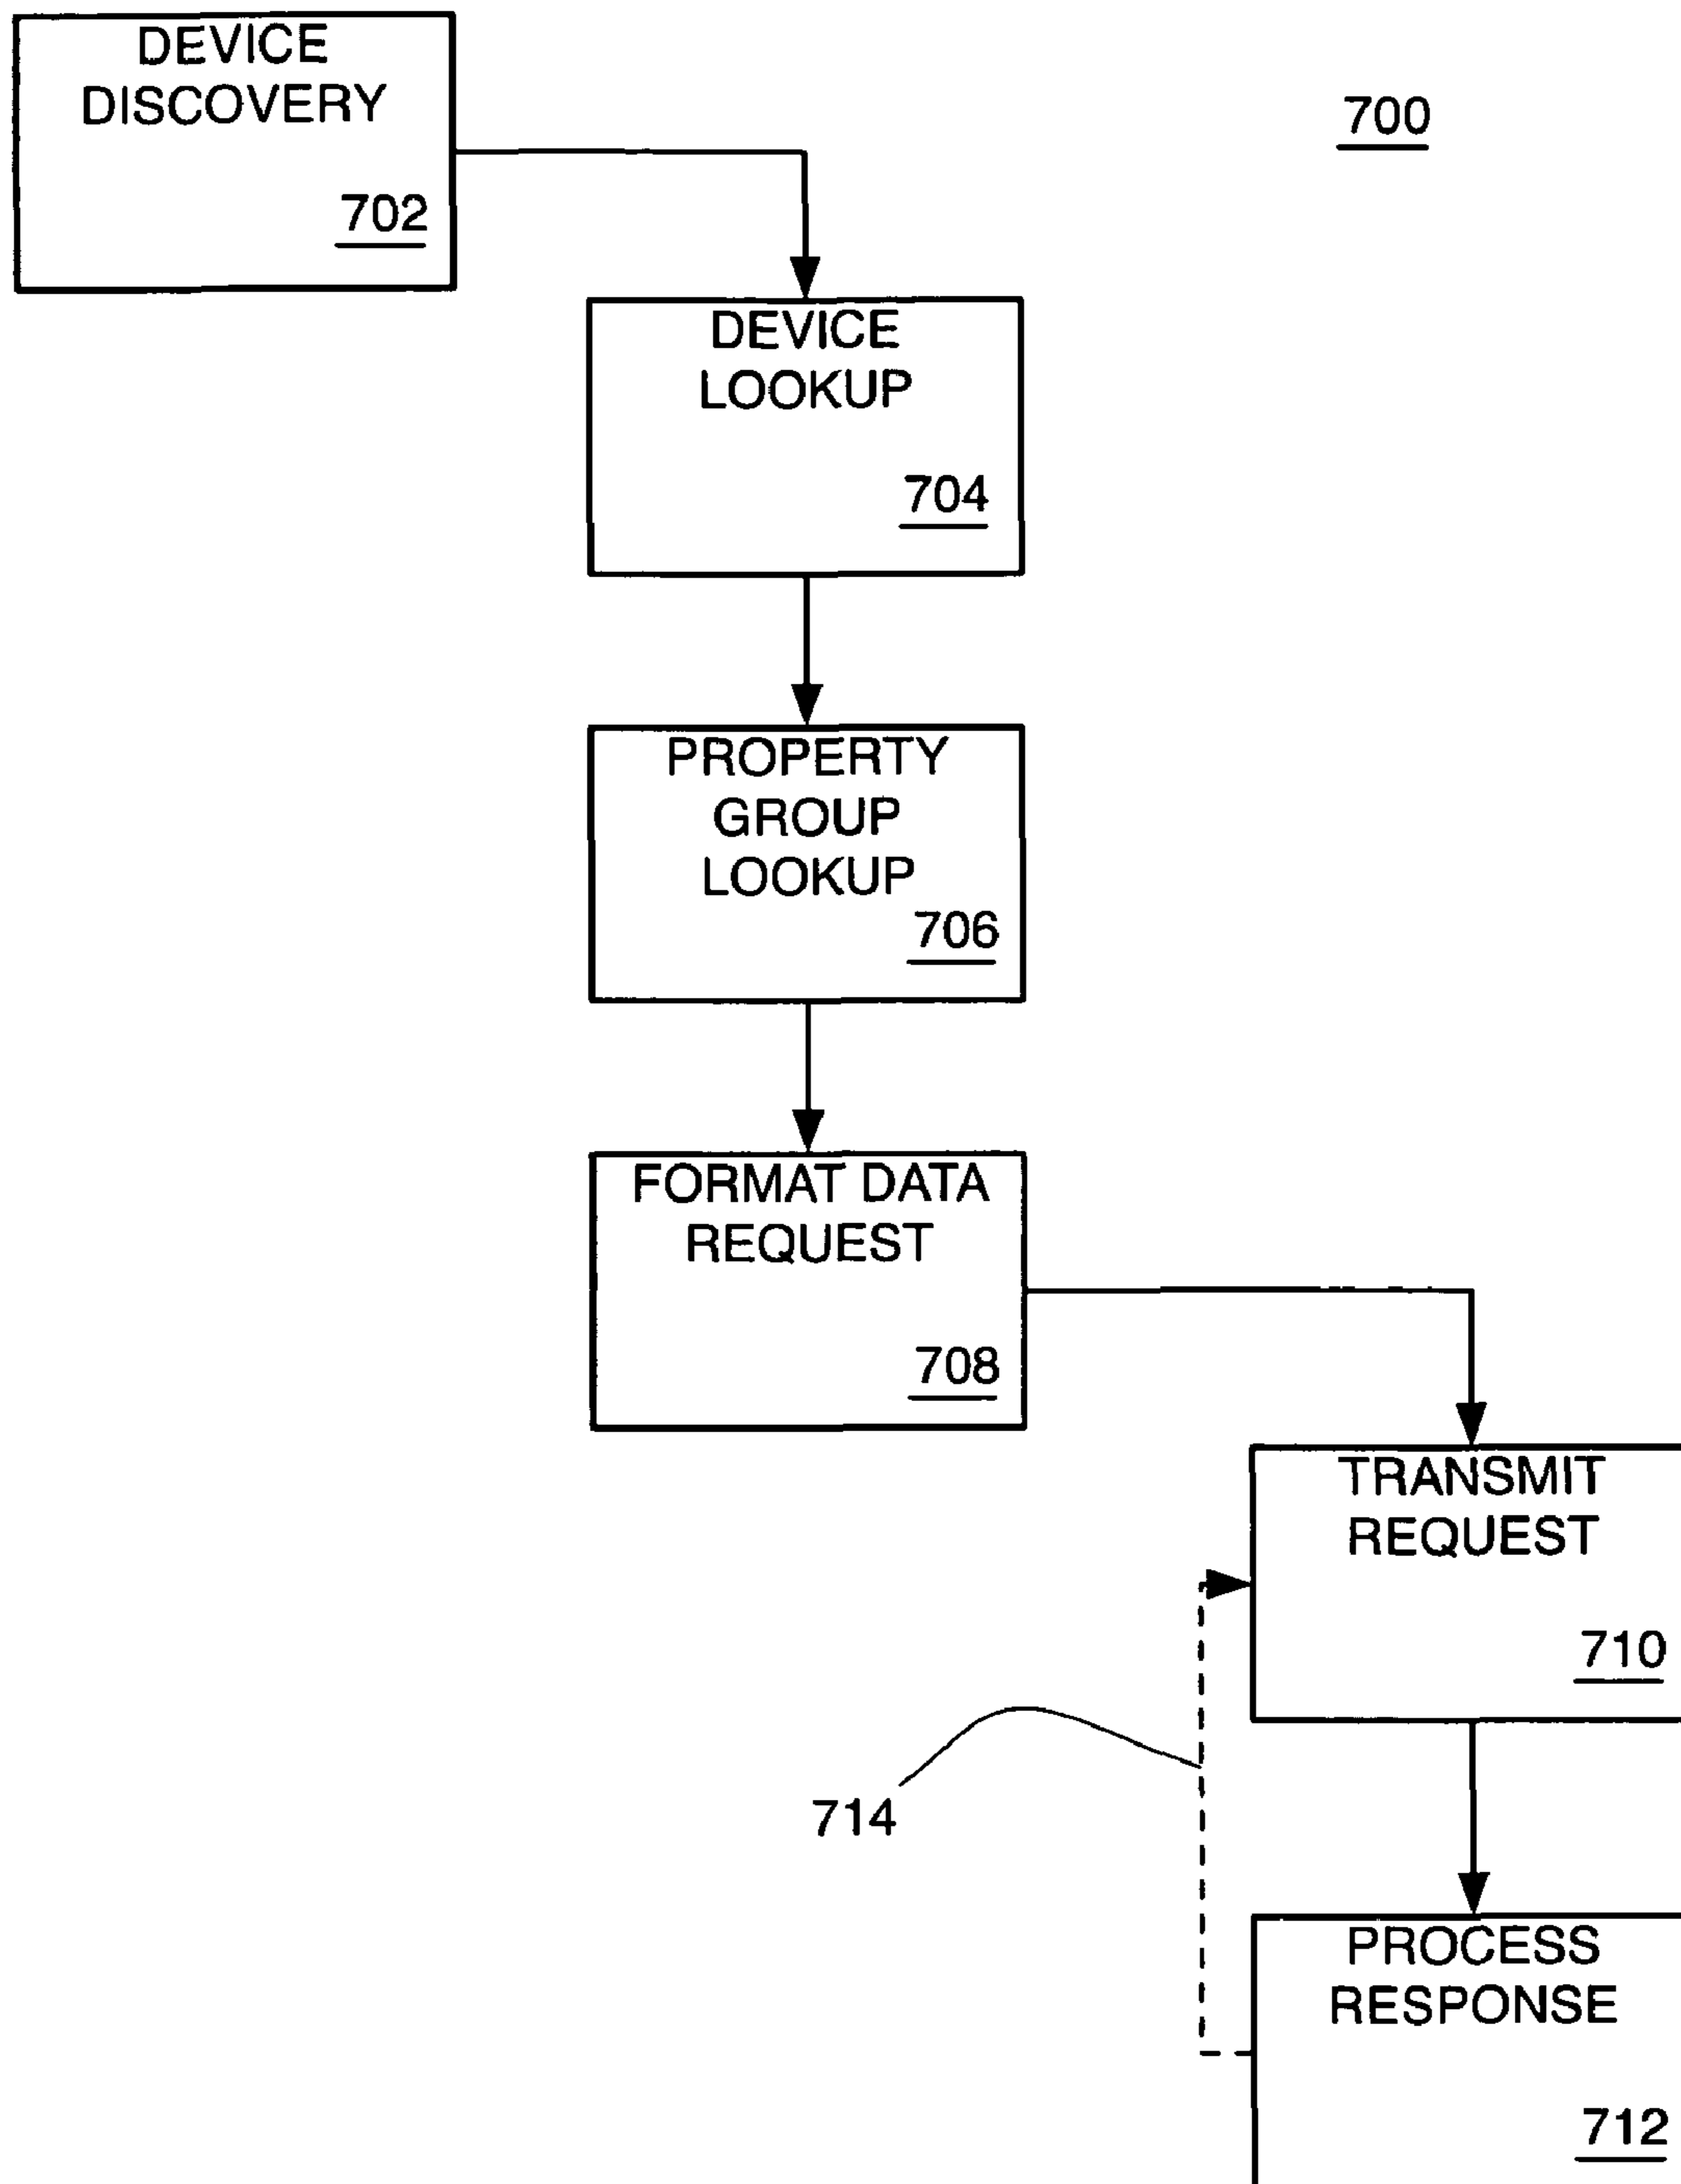 DEVICE
DISCOVERY
702
700
DEVICE
LOOKUP
704
PROPERTY
GROUP
LOOKUP
706
FORMAT DATA
REQUEST
708
TRANSMIT
REQUEST
710
714
PROCESS
RESPONSE
712